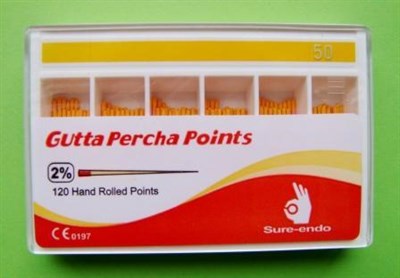 50
Gutta Percha Points
2%
120 Hand Rolled Points
CE 0197
Sure-endo